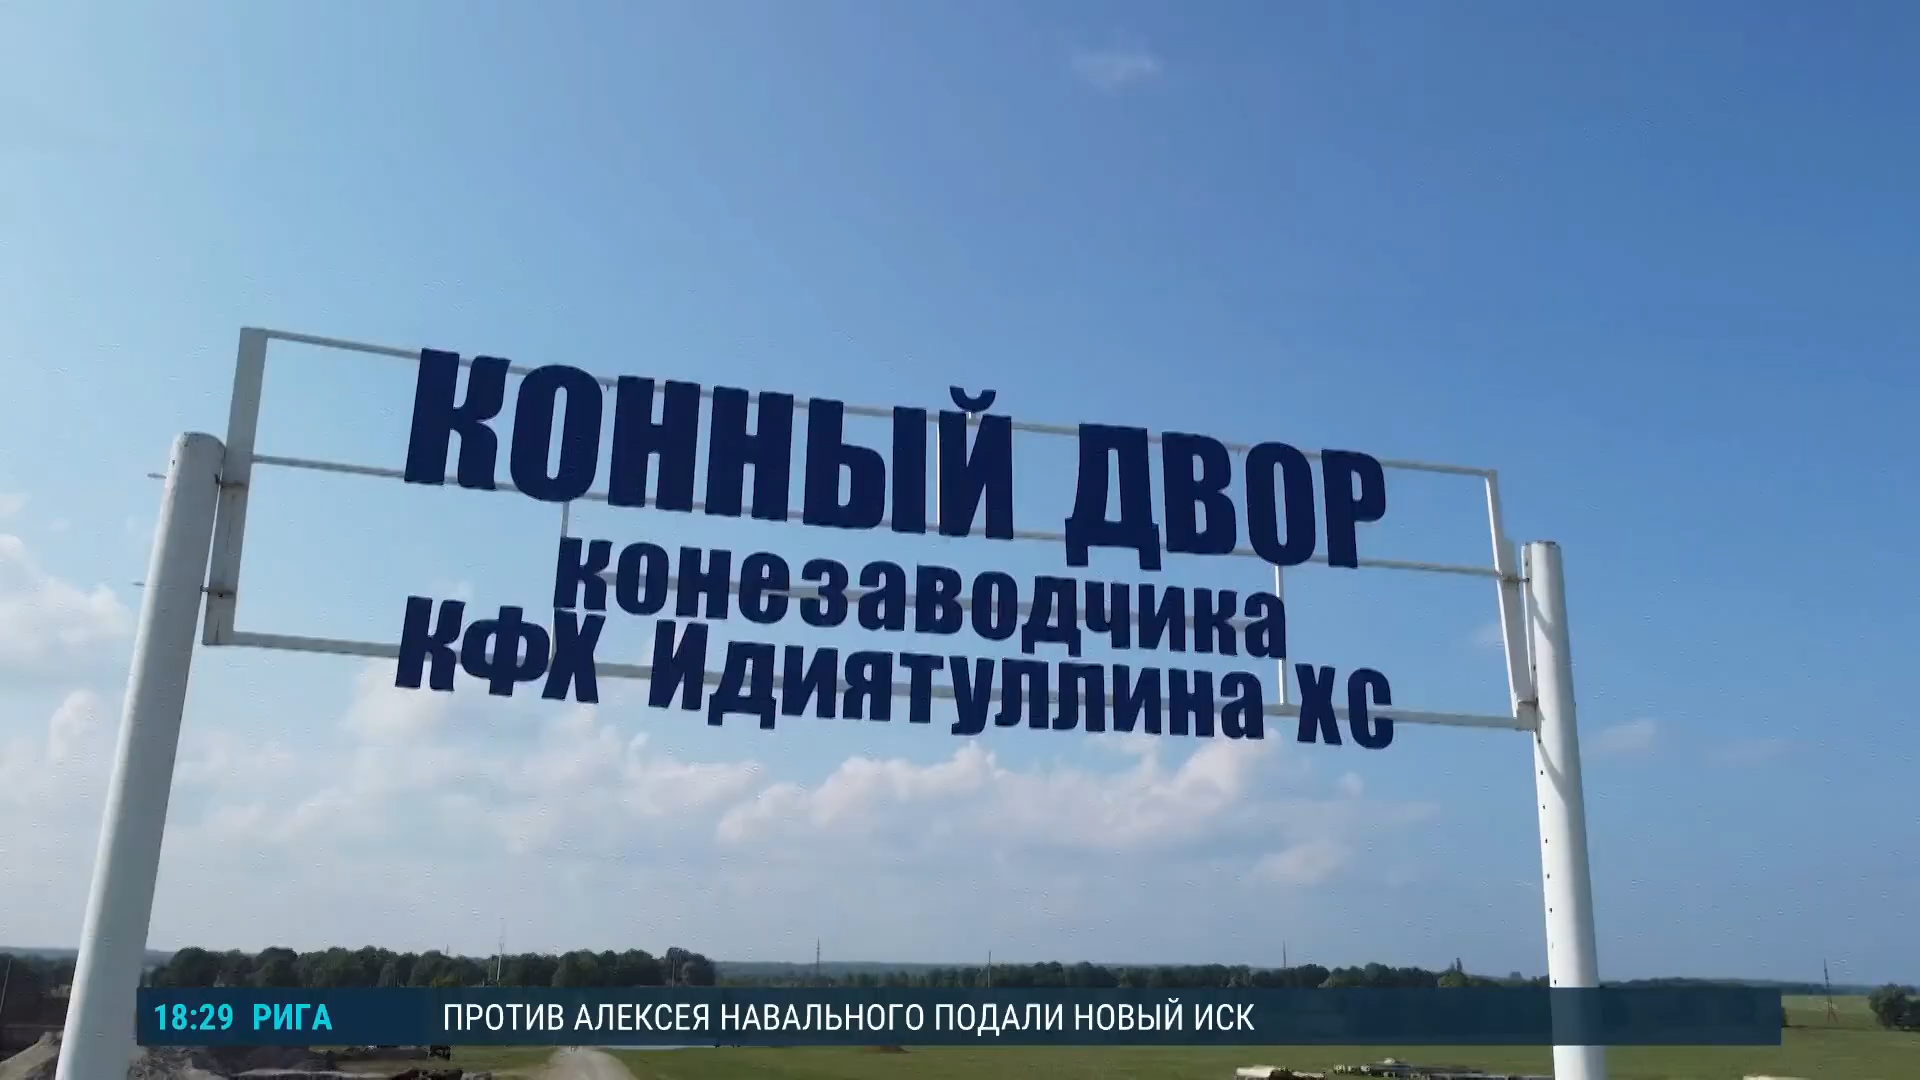 КОННЫЙ ДВОР
конезаводчика
КФХ Идиятуллина ХС
18:29 РИГА ПРОТИВ АЛЕКСЕЯ НАВАЛЬНОГО ПОДАЛИ НОВЫЙ ИСК